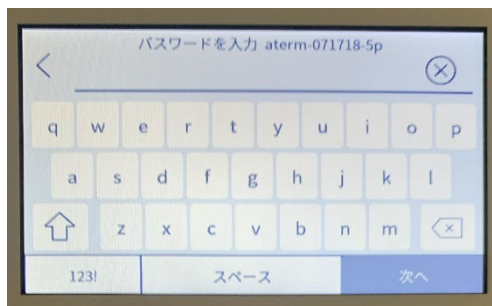 パスワードを入力 aterm-071718-5p
q w e r t y u i o p
a s d f g h j k l
z x c v b n m
123! スペース 次へ